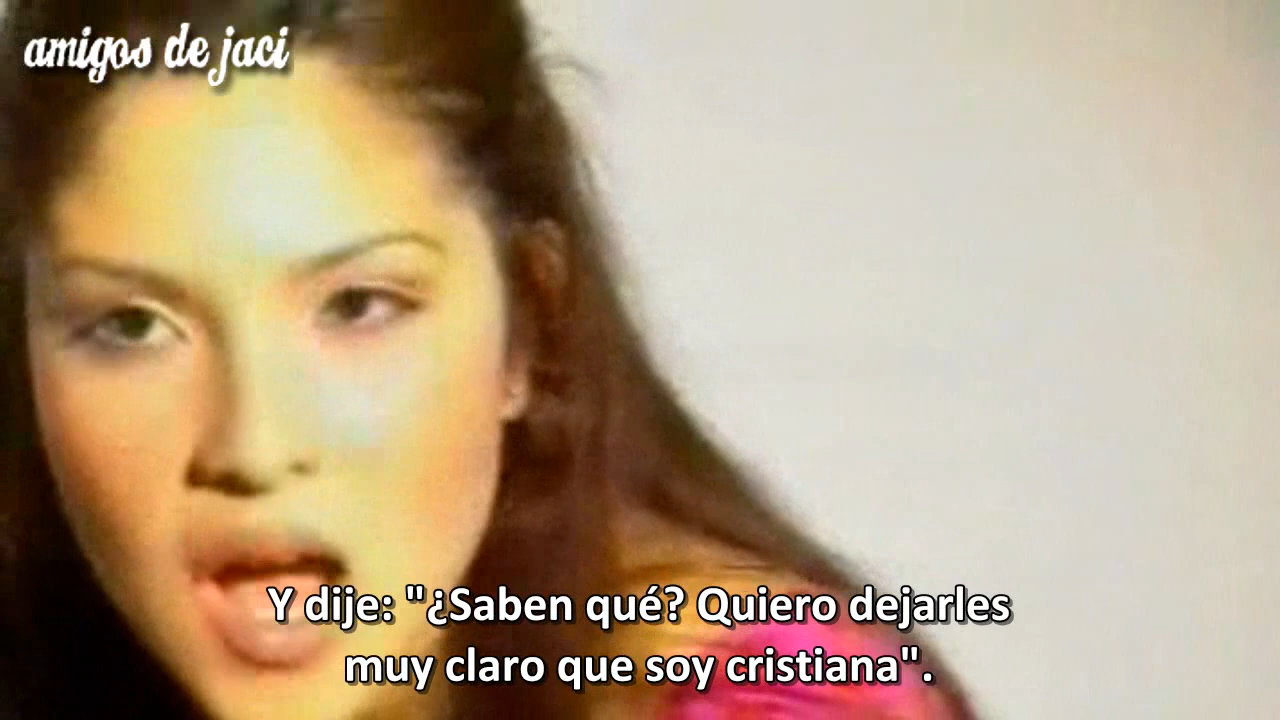 amigos de jaci
Y dije: "¿Saben qué? Quiero dejarles
muy claro que soy cristiana".